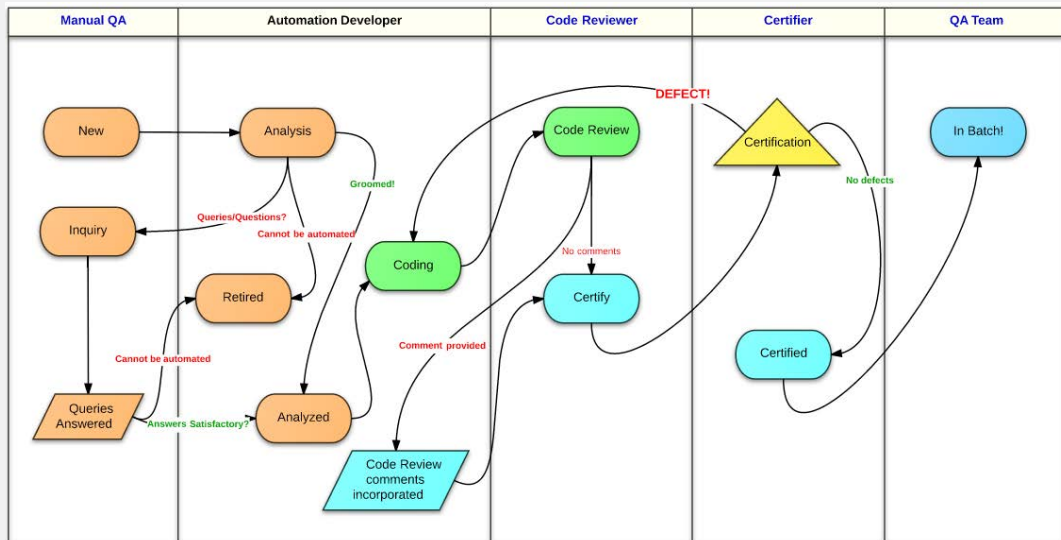 Manual QA
Automation Developer
Code Reviewer
Certifier
QA Team
DEFECT!
New
Analysis
Code Review
Certification
In Batch!
Groomed!
No defects
Queries/Questions?
Inquiry
Cannot be automated
No comments
Coding
Retired
Certify
Comment provided
Certified
Cannot be automated
Queries
Answered
Answers Satisfactory?
Analyzed
Code Review
comments
incorporated